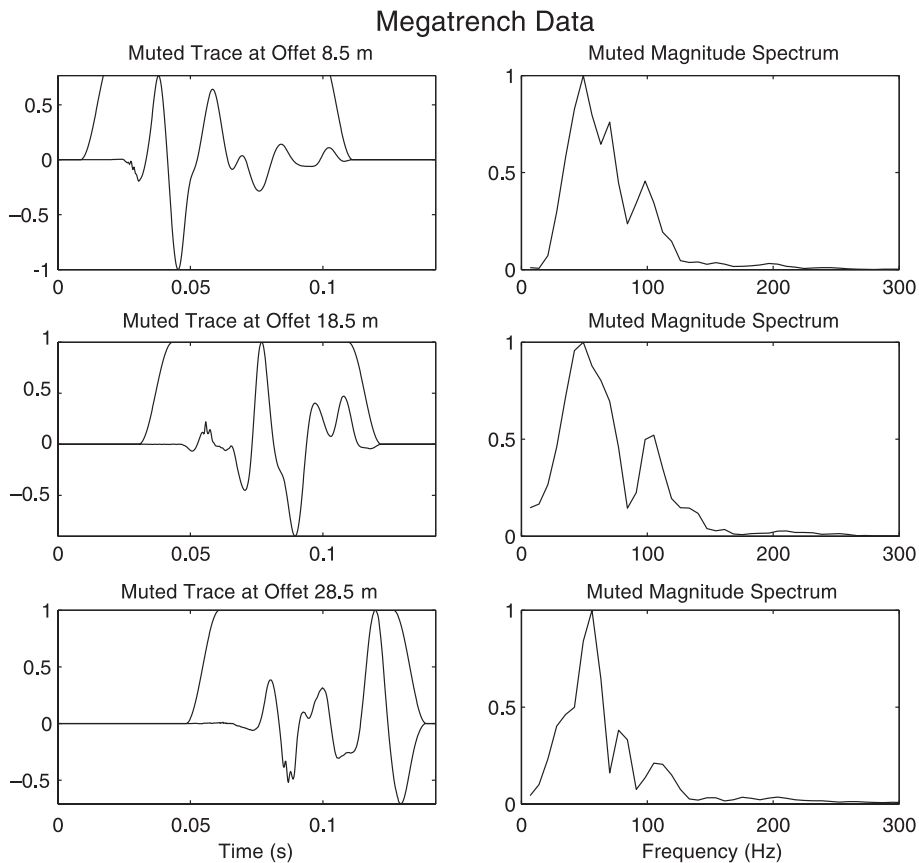 Megatrench Data
Muted Trace at Offet 8.5 m
0.5
0
−0.5
-1
0 0.05 0.1
Muted Magnitude Spectrum
1
0.5
0
0 100 200 300
Muted Trace at Offet 18.5 m
1
0.5
0
−0.5
0 0.05 0.1
Muted Magnitude Spectrum
1
0.5
0
0 100 200 300
Muted Trace at Offet 28.5 m
1
0.5
0
−0.5
0 0.05 0.1
Time (s)
Muted Magnitude Spectrum
1
0.5
0
0 100 200 300
Frequency (Hz)